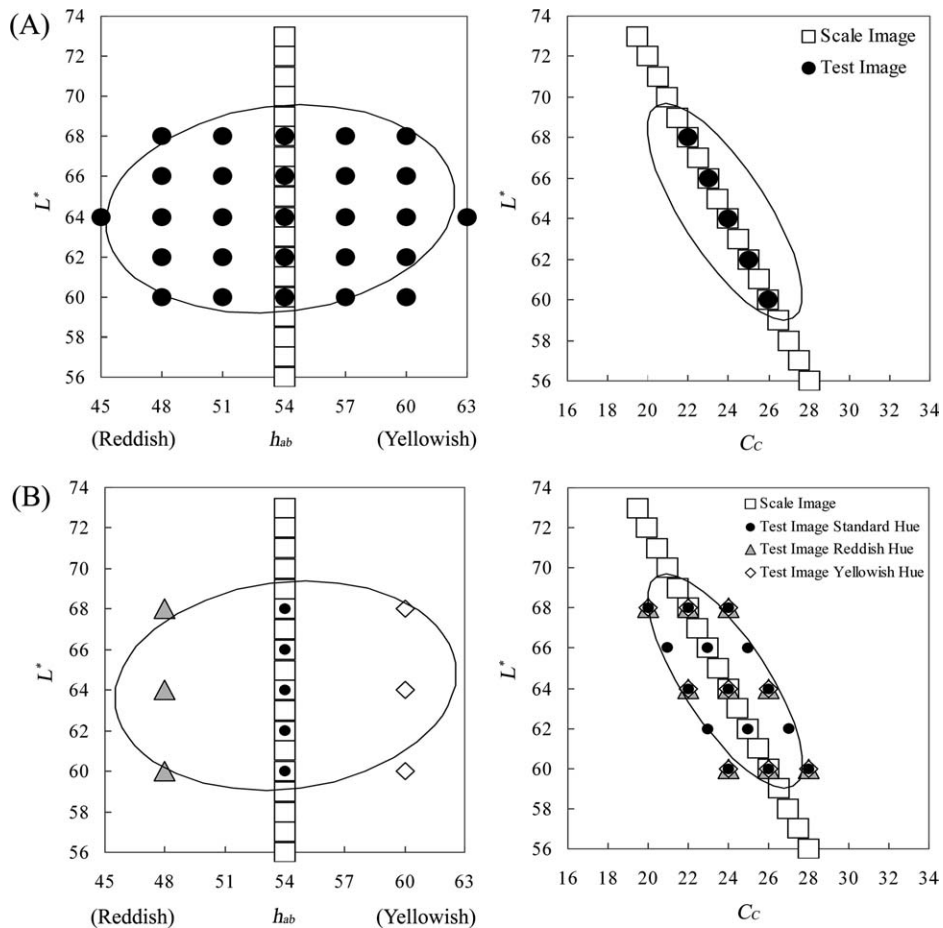 (A)
74
72
70
68
66
64
62
60
58
56
L*
45 48 51 54 57 60 63
(Reddish) hab (Yellowish)
74
72
70
68
66
64
62
60
58
56
L*
Scale Image
Test Image
16 18 20 22 24 26 28 30 32 34
CC
(B)
74
72
70
68
66
64
62
60
58
56
L*
45 48 51 54 57 60 63
(Reddish) hab (Yellowish)
74
72
70
68
66
64
62
60
58
56
L*
Scale Image
Test Image Standard Hue
Test Image Reddish Hue
Test Image Yellowish Hue
16 18 20 22 24 26 28 30 32 34
CC